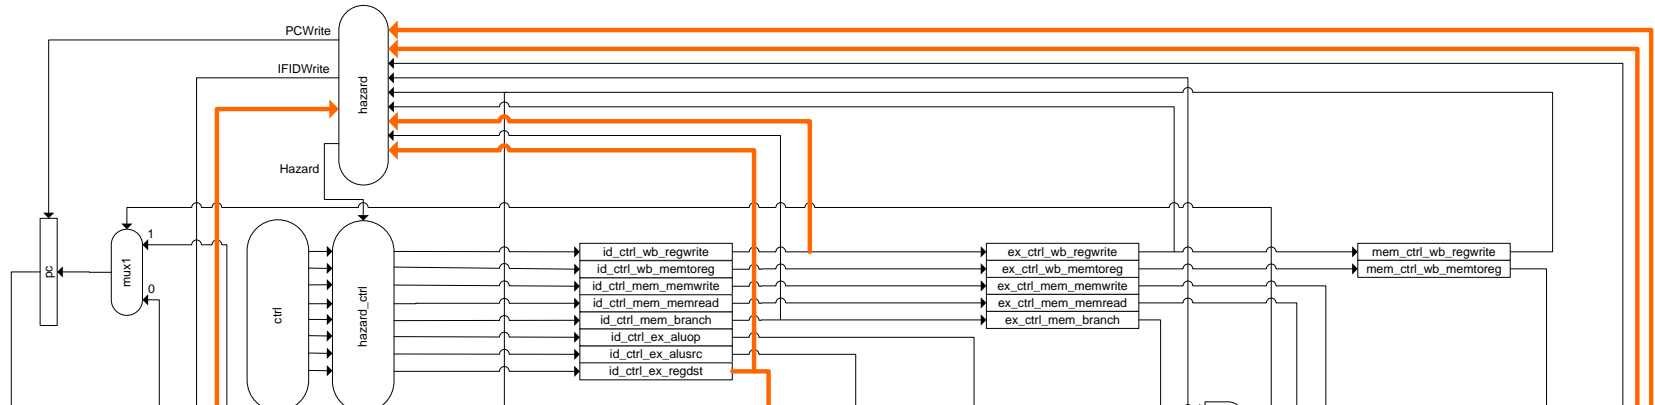 PCWrite
IFIDWrite
hazard
Hazard
pc
mux1
1
0
ctrl
hazard_ctrl
id_ctrl_wb_regwrite
id_ctrl_wb_memtoreg
id_ctrl_mem_memwrite
id_ctrl_mem_memread
id_ctrl_mem_branch
id_ctrl_ex_aluop
id_ctrl_ex_alusrc
id_ctrl_ex_regdst
ex_ctrl_wb_regwrite
ex_ctrl_wb_memtoreg
ex_ctrl_mem_memwrite
ex_ctrl_mem_memread
ex_ctrl_mem_branch
mem_ctrl_wb_regwrite
mem_ctrl_wb_memtoreg